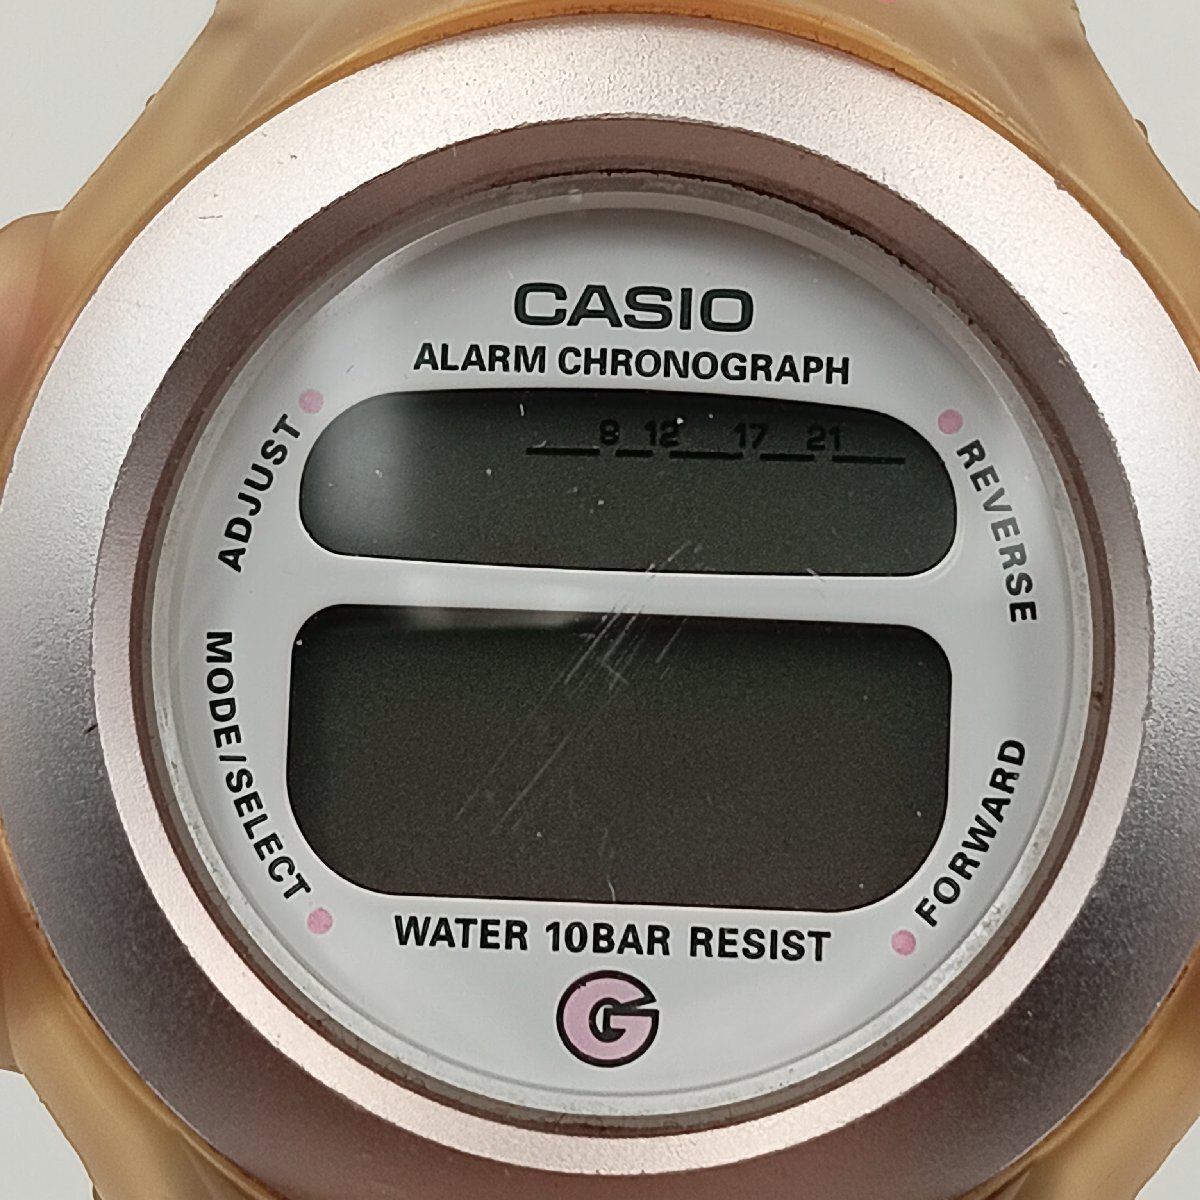 CASIO
ALARM CHRONOGRAPH
8 12 17 21
ADJUST
REVERSE
MODE/SELECT
FORWARD
WATER 10BAR RESIST
G